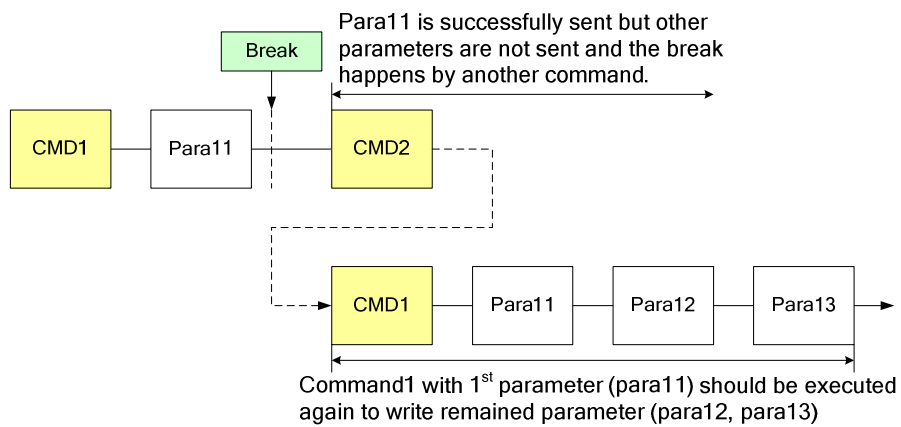 Para11 is successfully sent but other
parameters are not sent and the break
happens by another command.
Break
CMD1
Para11
CMD2
CMD1
Para11
Para12
Para13
Command1 with 1st parameter (para11) should be executed
again to write remained parameter (para12, para13)